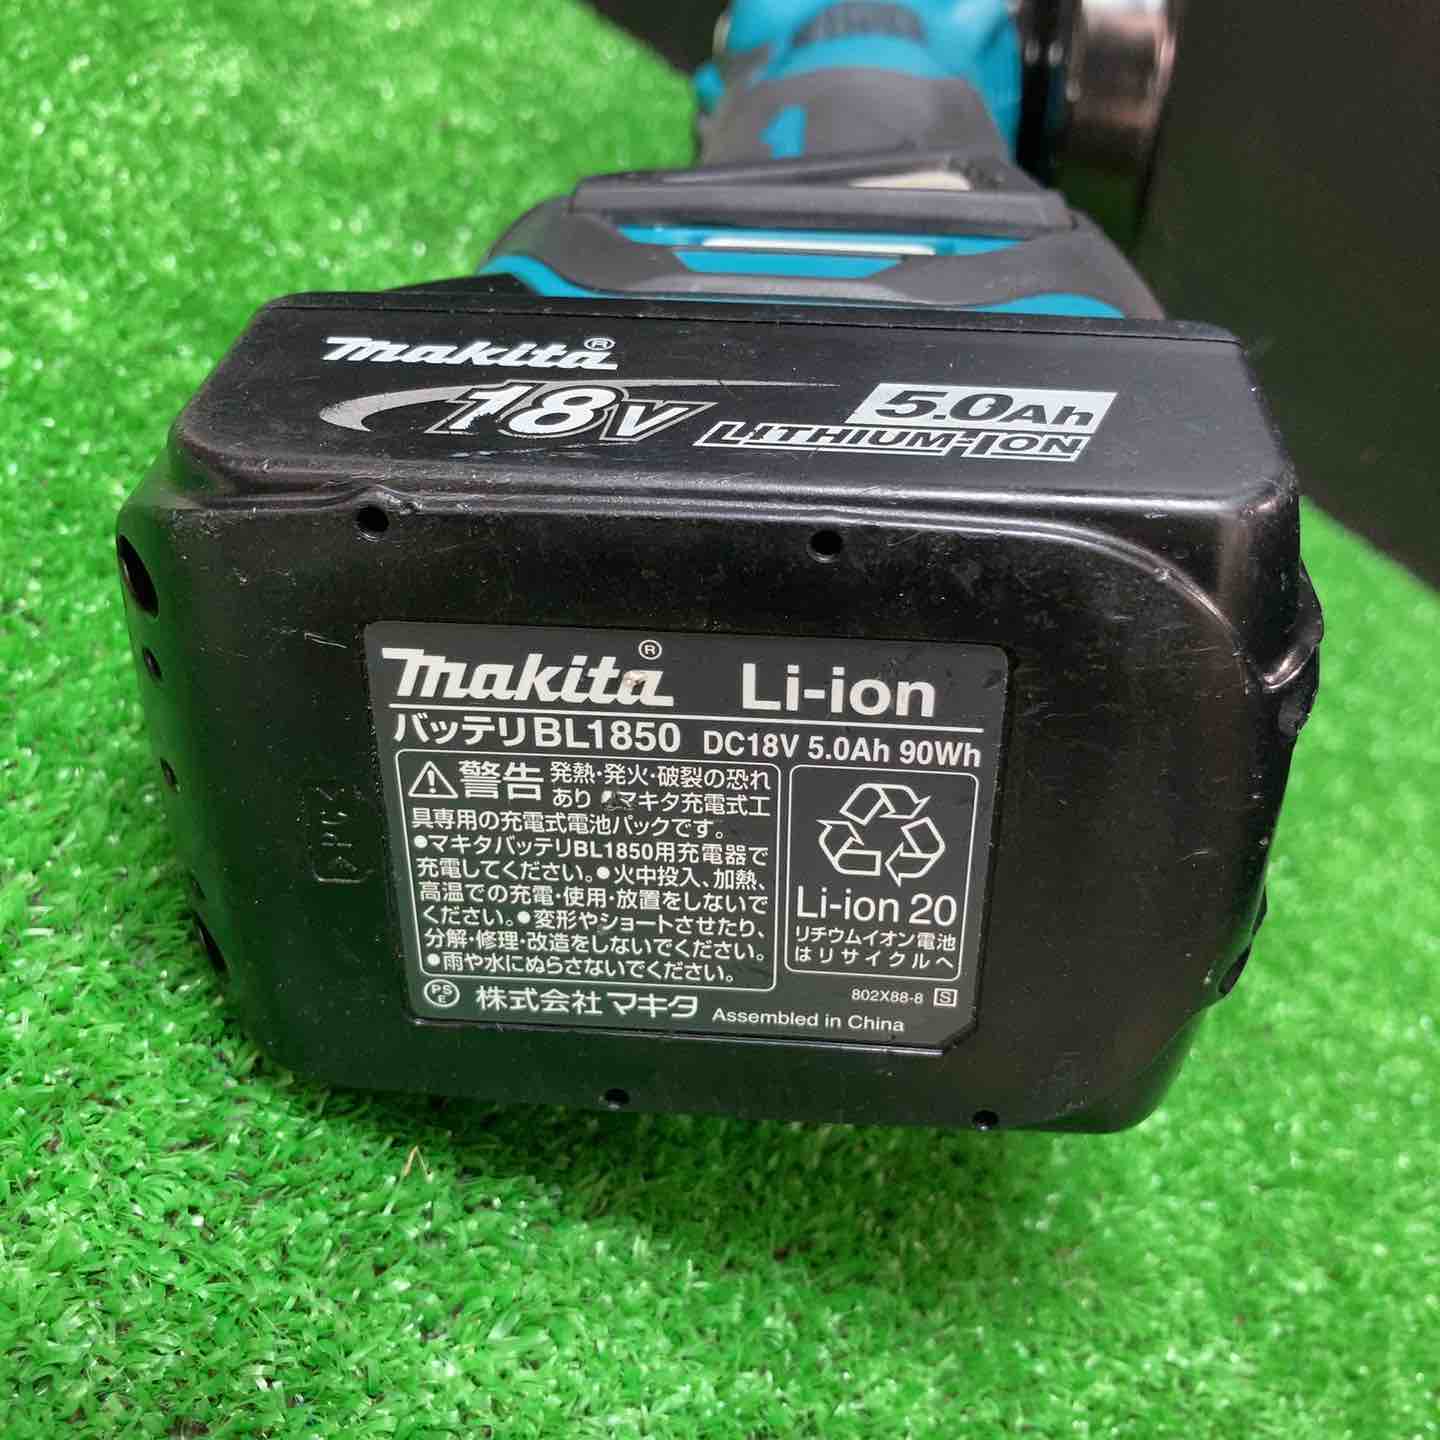 makita®
18V
5.0Ah
LITHIUM-ION
makita® Li-ion
バッテリBL1850 DC18V 5.0Ah 90Wh
警告 発熱・発火・破裂の恐れ
あり ●マキタ充電式工
具専用の充電式電池パックです。
●マキタバッテリBL1850用充電器で
充電してください。●火中投入、加熱、
高温での充電・使用・放置をしないで
ください。●変形やショートさせたり、
分解・修理・改造をしないでください。
●雨や水にぬらさないでください。
Li-ion 20
リチウムイオン電池
はリサイクルへ
PSE 株式会社マキタ Assembled in China
802X88-8 S